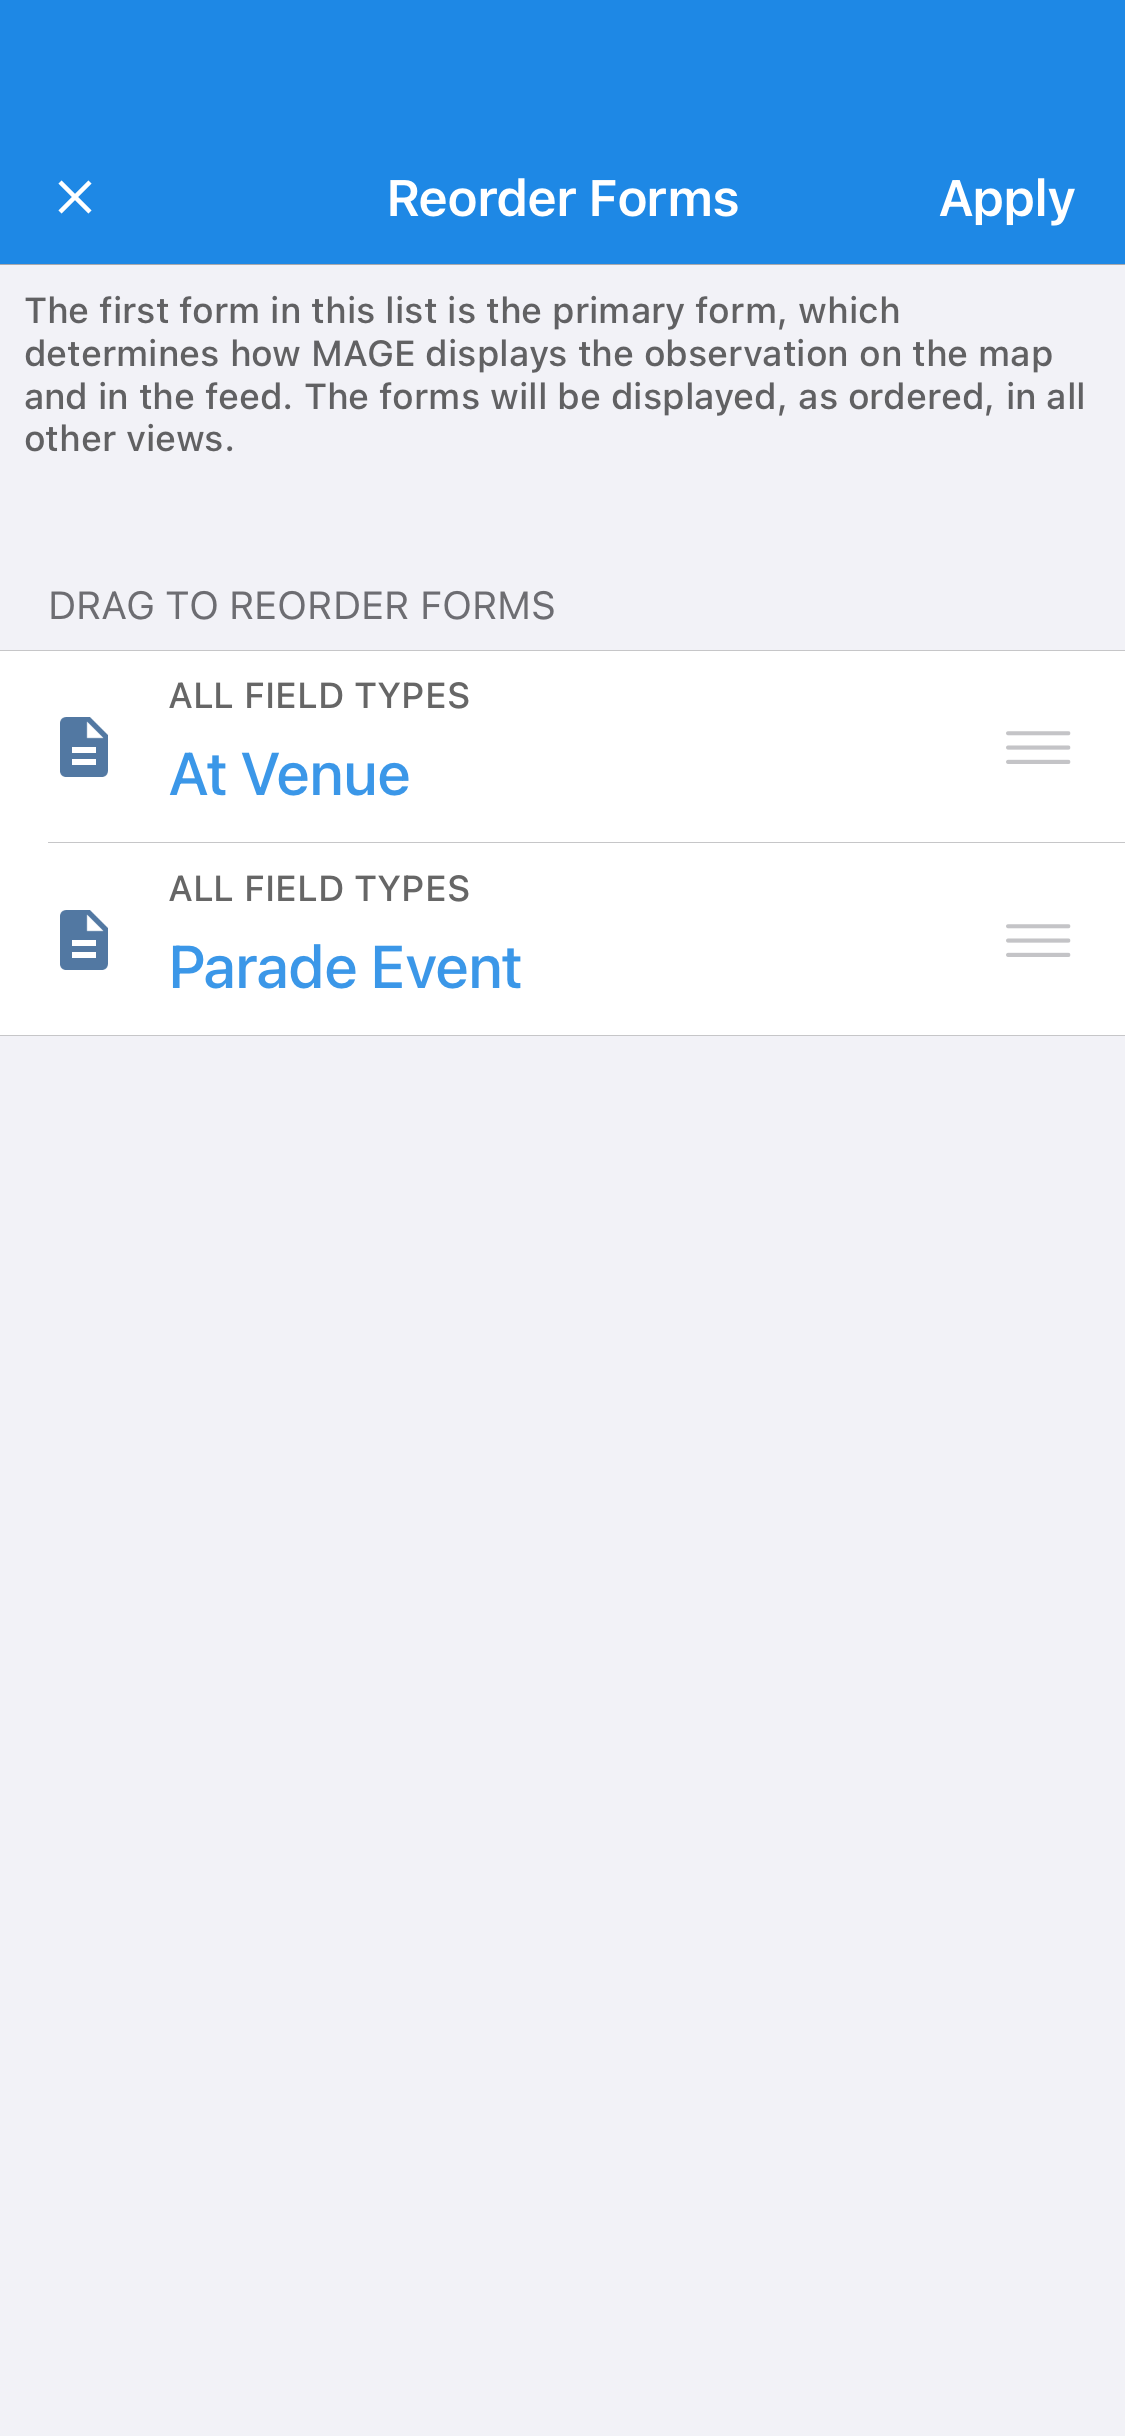 Reorder Forms
Apply
The first form in this list is the primary form, which
determines how MAGE displays the observation on the map
and in the feed. The forms will be displayed, as ordered, in all
other views.
DRAG TO REORDER FORMS
ALL FIELD TYPES
At Venue
ALL FIELD TYPES
Parade Event